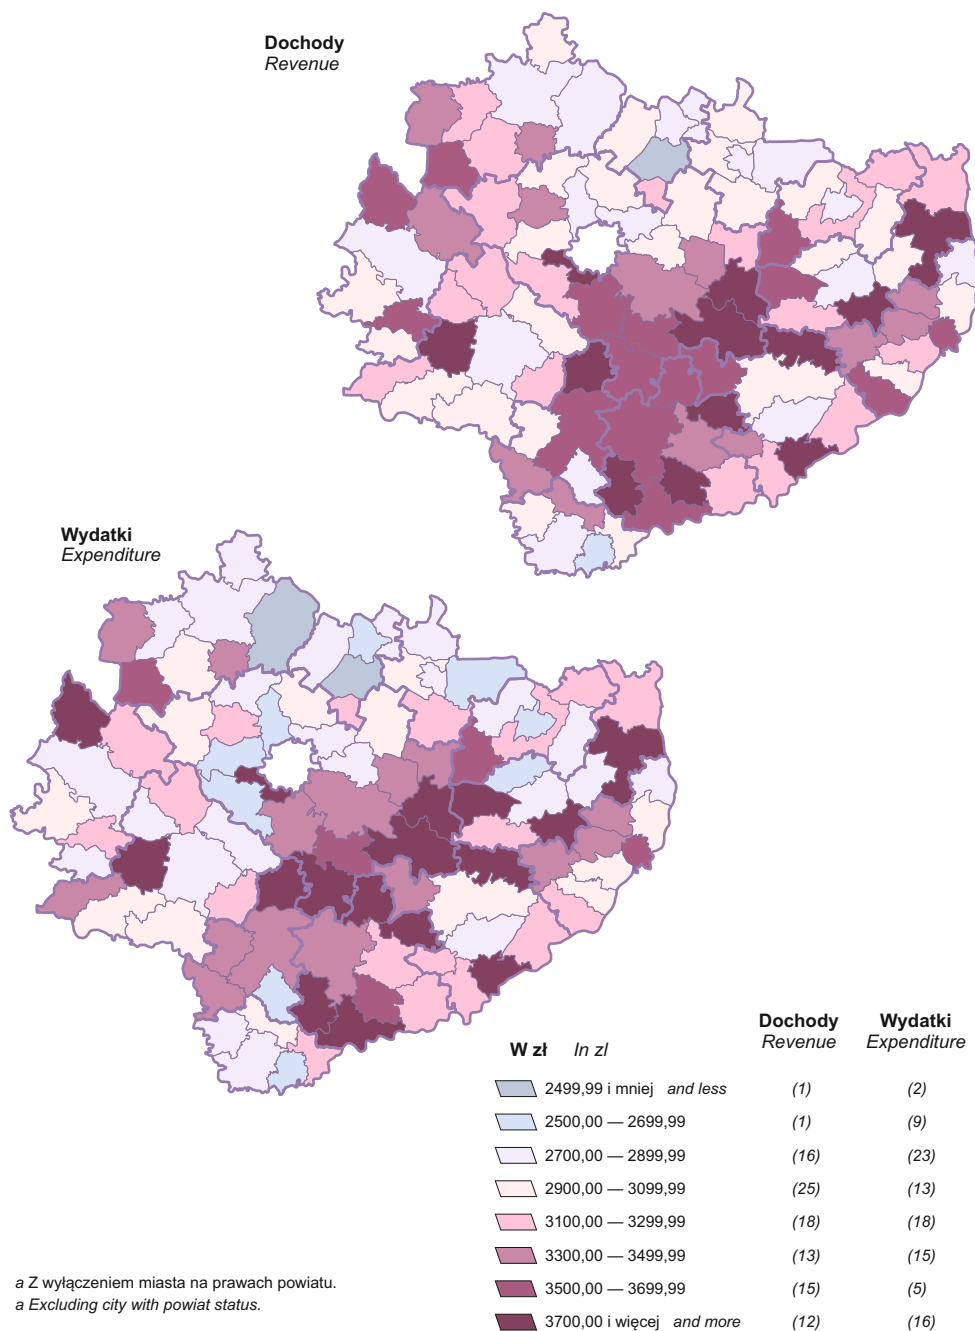 Dochody
Revenue
Wydatki
Expenditure
W zł In zl
Dochody Wydatki
Revenue Expenditure
2499,99 i mniej and less (1) (2)
2500,00 — 2699,99 (1) (9)
2700,00 — 2899,99 (16) (23)
2900,00 — 3099,99 (25) (13)
3100,00 — 3299,99 (18) (18)
3300,00 — 3499,99 (13) (15)
3500,00 — 3699,99 (15) (5)
3700,00 i więcej and more (12) (16)
a Z wyłączeniem miasta na prawach powiatu.
a Excluding city with powiat status.